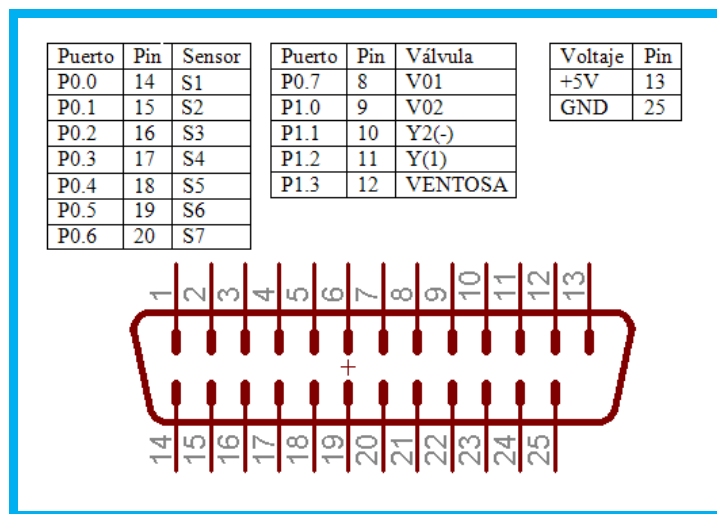 Puerto Pin Sensor
P0.0 14 S1
P0.1 15 S2
P0.2 16 S3
P0.3 17 S4
P0.4 18 S5
P0.5 19 S6
P0.6 20 S7
Puerto Pin Válvula
P0.7 8 V01
P1.0 9 V02
P1.1 10 Y2(-)
P1.2 11 Y(1)
P1.3 12 VENTOSA
Voltaje Pin
+5V 13
GND 25
1 2 3 4 5 6 7 8 9 10 11 12 13
14 15 16 17 18 19 20 21 22 23 24 25